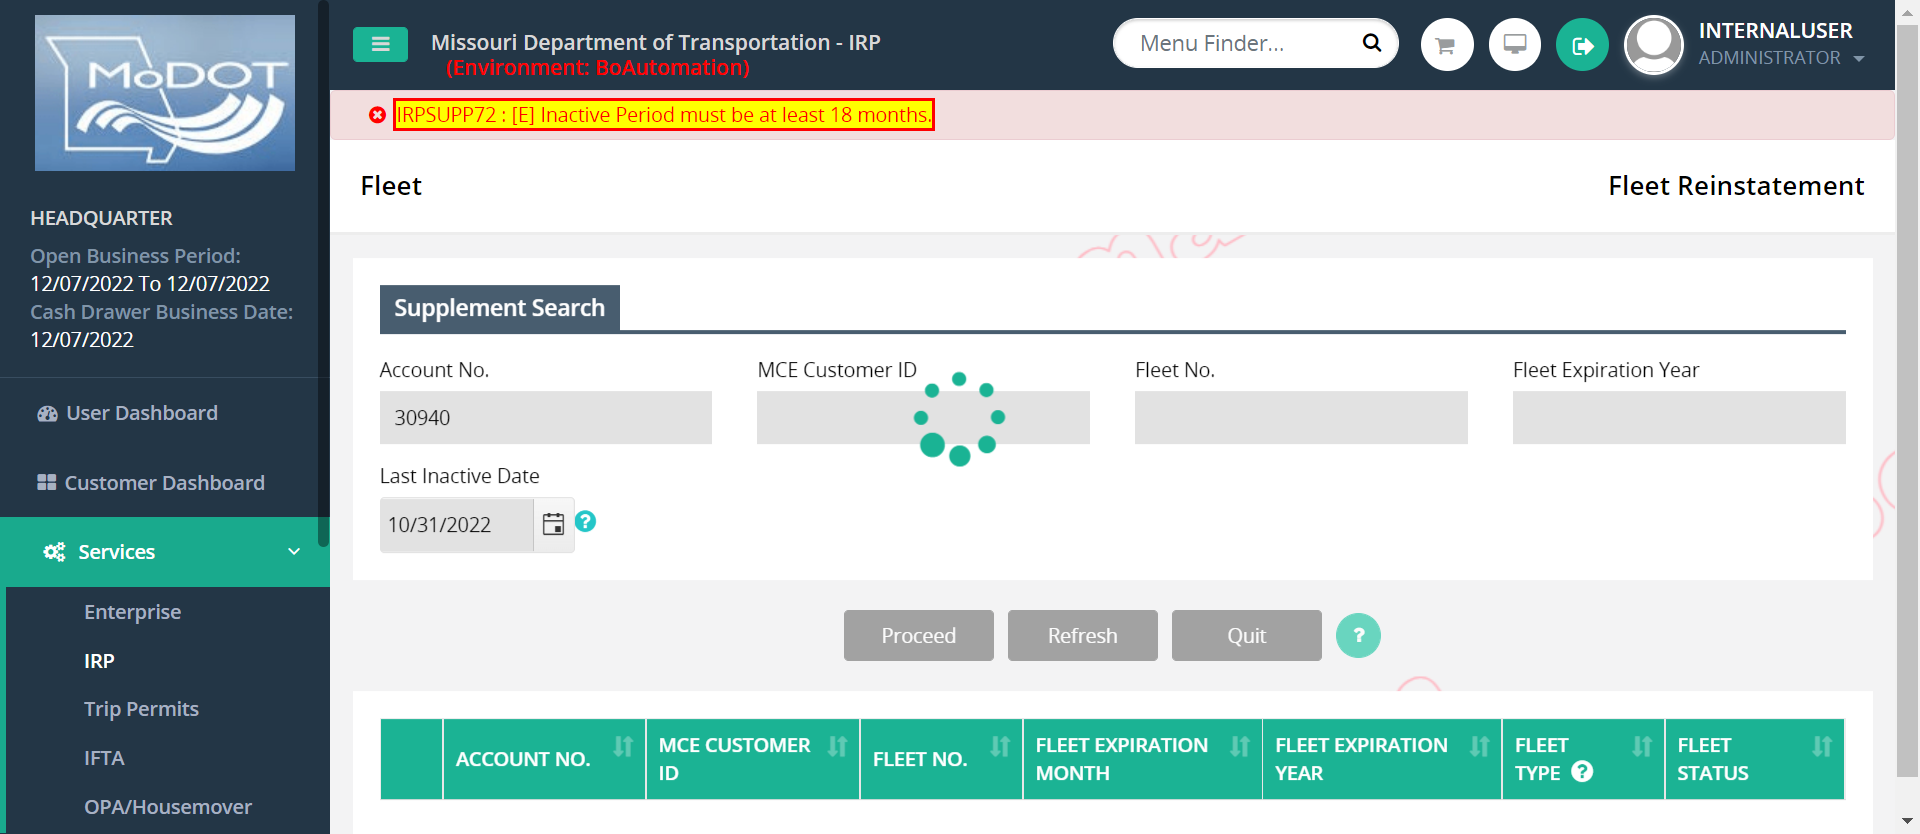 MoDOT
Missouri Department of Transportation - IRP
(Environment: BoAutomation)
Menu Finder...
INTERNALUSER
ADMINISTRATOR
IRPSUPP72 : [E] Inactive Period must be at least 18 months.
Fleet
Fleet Reinstatement
HEADQUARTER
Open Business Period:
12/07/2022 To 12/07/2022
Cash Drawer Business Date:
12/07/2022
User Dashboard
Customer Dashboard
Services
Enterprise
IRP
Trip Permits
IFTA
OPA/Housemover
Supplement Search
Account No.
MCE Customer ID
Fleet No.
Fleet Expiration Year
30940
Last Inactive Date
10/31/2022
?
Proceed
Refresh
Quit
?
ACCOUNT NO.
MCE CUSTOMER
ID
FLEET NO.
FLEET EXPIRATION
MONTH
FLEET EXPIRATION
YEAR
FLEET
TYPE ?
FLEET
STATUS